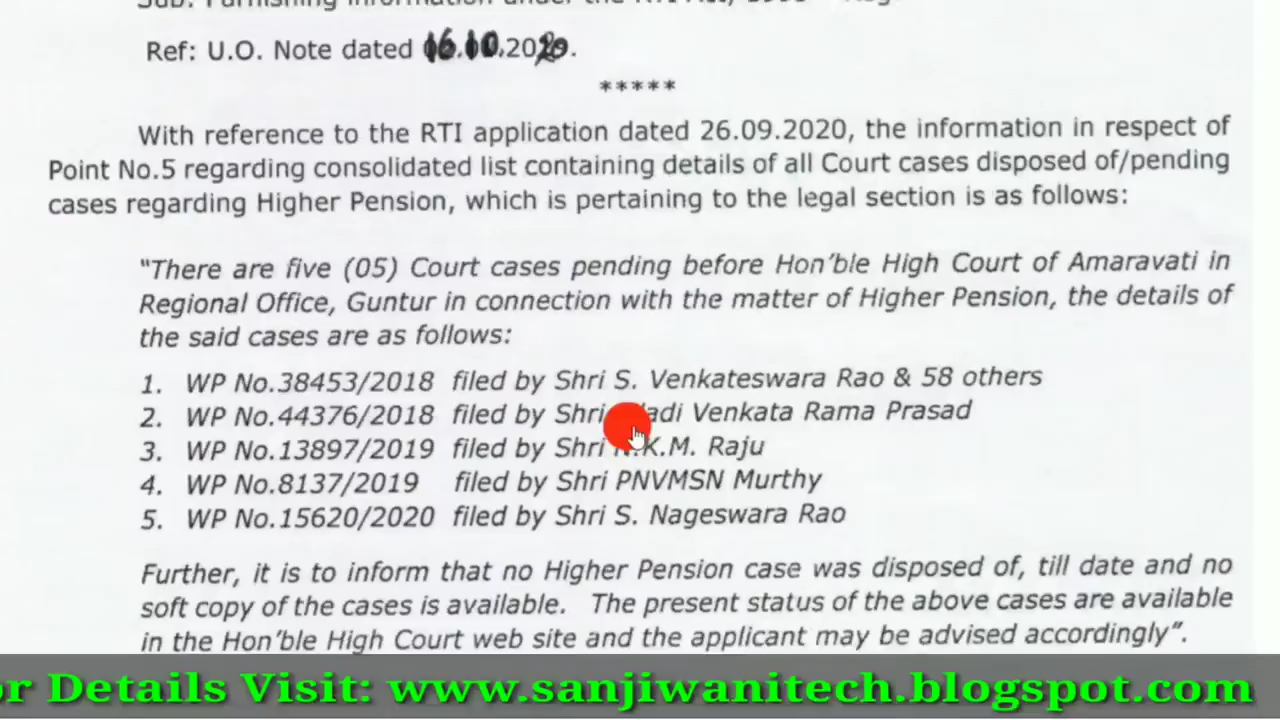 Ref: U.O. Note dated 16.10.2020.
*****
With reference to the RTI application dated 26.09.2020, the information in respect of
Point No.5 regarding consolidated list containing details of all Court cases disposed of/pending
cases regarding Higher Pension, which is pertaining to the legal section is as follows:
"There are five (05) Court cases pending before Hon'ble High Court of Amaravati in
Regional Office, Guntur in connection with the matter of Higher Pension, the details of
the said cases are as follows:
1. WP No.38453/2018 filed by Shri S. Venkateswara Rao & 58 others
2. WP No.44376/2018 filed by Shri Venkata Rama Prasad
3. WP No.13897/2019 filed by Shri Raju
4. WP No.8137/2019 filed by Shri PNVMSN Murthy
5. WP No.15620/2020 filed by Shri S. Nageswara Rao
Further, it is to inform that no Higher Pension case was disposed of, till date and no
soft copy of the cases is available. The present status of the above cases are available
in the Hon'ble High Court web site and the applicant may be advised accordingly".
or Details Visit: www.sanjiwanitech.blogspot.com